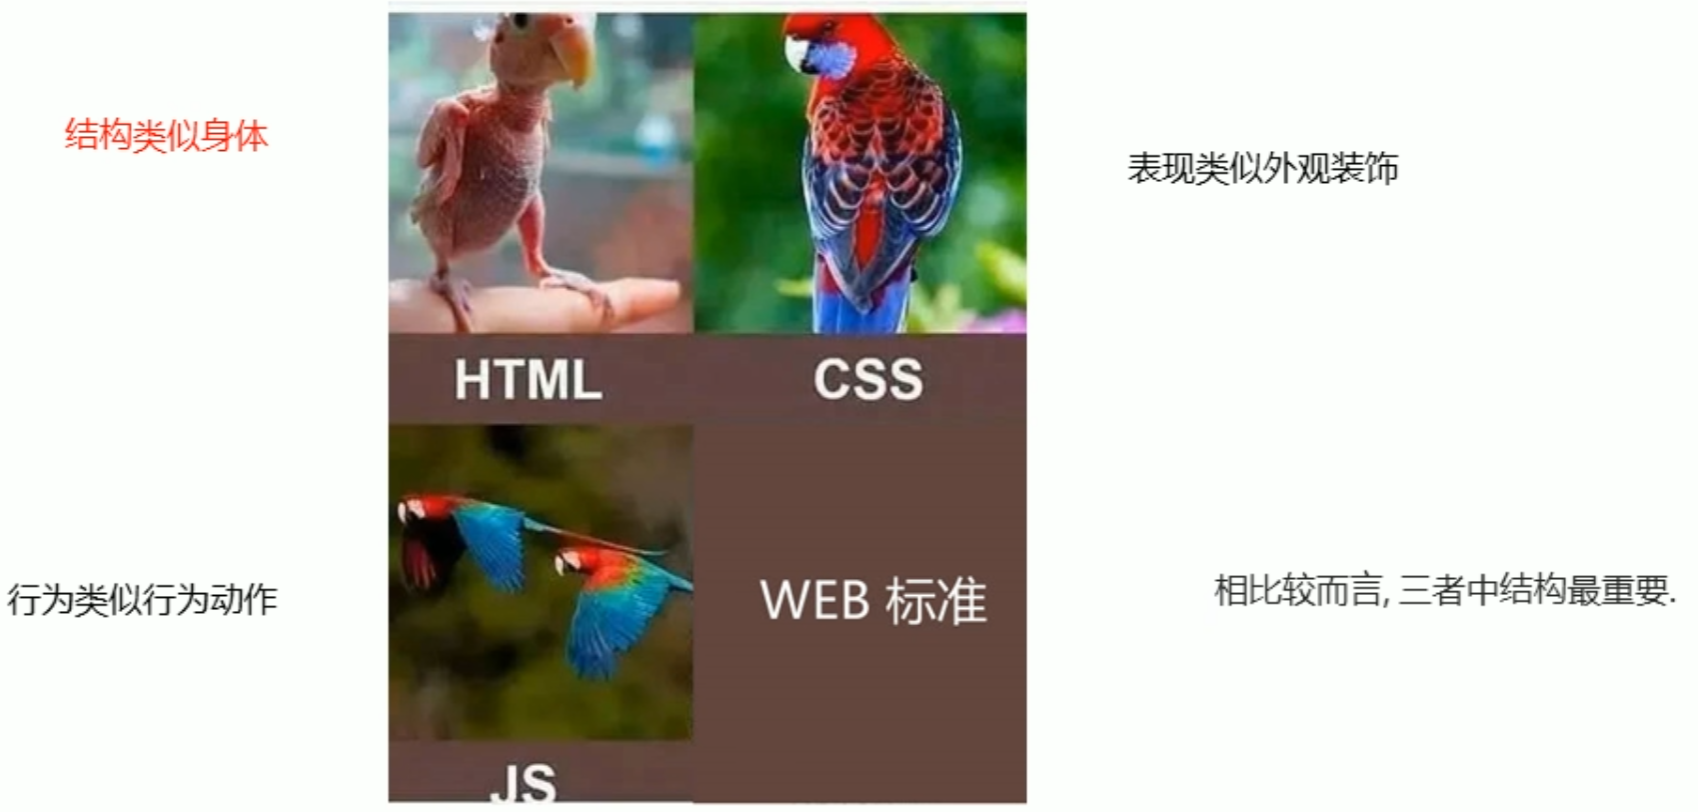 结构类似身体
表现类似外观装饰
HTML
CSS
行为类似行为动作
WEB 标准
相比较而言, 三者中结构最重要.
JS